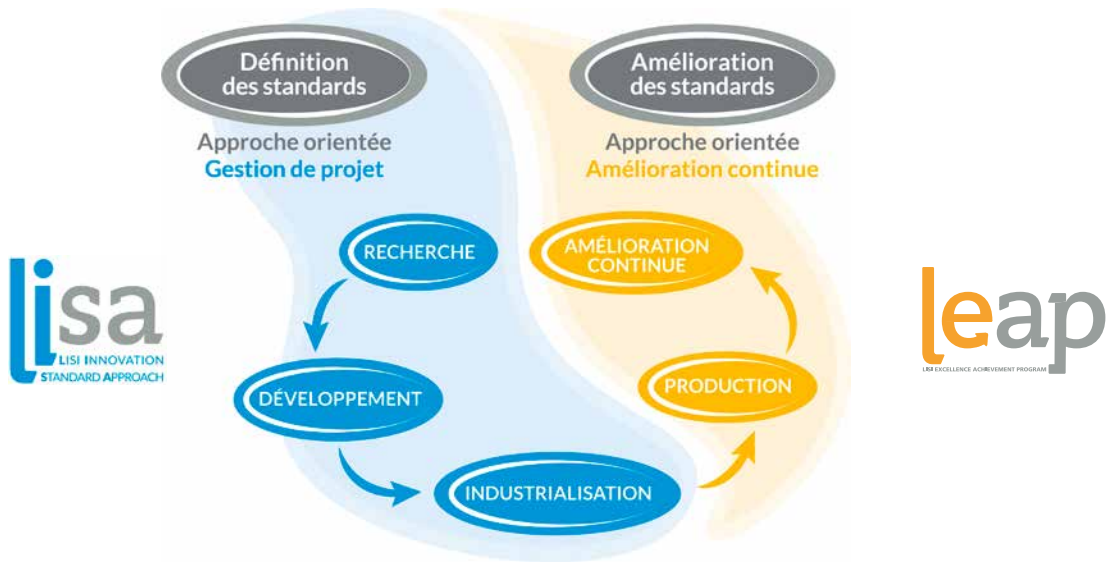 Définition
des standards
Approche orientée
Gestion de projet
Amélioration
des standards
Approche orientée
Amélioration continue
RECHERCHE
AMÉLIORATION
CONTINUE
lisa
LISI INNOVATION
STANDARD APPROACH
leap
LISI EXCELLENCE ACHIEVEMENT PROGRAM
DÉVELOPPEMENT
PRODUCTION
INDUSTRIALISATION